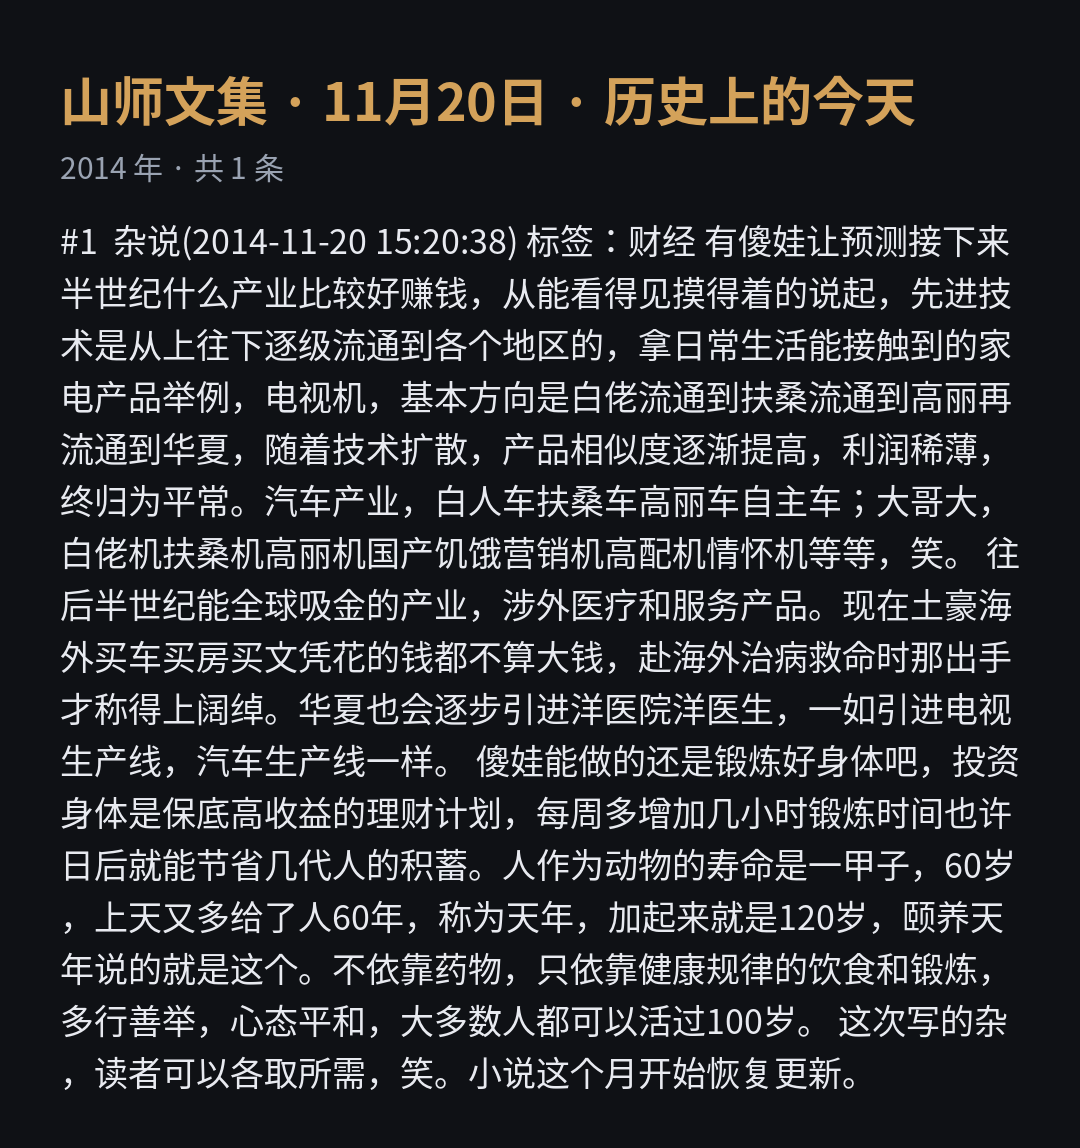 山师文集 · 11月20日 · 历史上的今天
2014 年 · 共 1 条
#1 杂说(2014-11-20 15:20:38) 标签：财经 有傻娃让预测接下来
半世纪什么产业比较好赚钱，从能看得见摸得着的说起，先进技
术是从上往下逐级流通到各个地区的，拿日常生活能接触到的家
电产品举例，电视机，基本方向是白佬流通到扶桑流通到高丽再
流通到华夏，随着技术扩散，产品相似度逐渐提高，利润稀薄，
终归为平常。汽车产业，白人车扶桑车高丽车自主车；大哥大，
白佬机扶桑机高丽机国产饥饿营销机高配机情怀机等等，笑。 往
后半世纪能全球吸金的产业，涉外医疗和服务产品。现在土豪海
外买车买房买文凭花的钱都不算大钱，赴海外治病救命时那出手
才称得上阔绰。华夏也会逐步引进洋医院洋医生，一如引进电视
生产线，汽车生产线一样。 傻娃能做的还是锻炼好身体吧，投资
身体是保底高收益的理财计划，每周多增加几小时锻炼时间也许
日后就能节省几代人的积蓄。人作为动物的寿命是一甲子，60岁
，上天又多给了人60年，称为天年，加起来就是120岁，颐养天
年说的就是这个。不依靠药物，只依靠健康规律的饮食和锻炼，
多行善举，心态平和，大多数人都可以活过100岁。 这次写的杂
，读者可以各取所需，笑。小说这个月开始恢复更新。